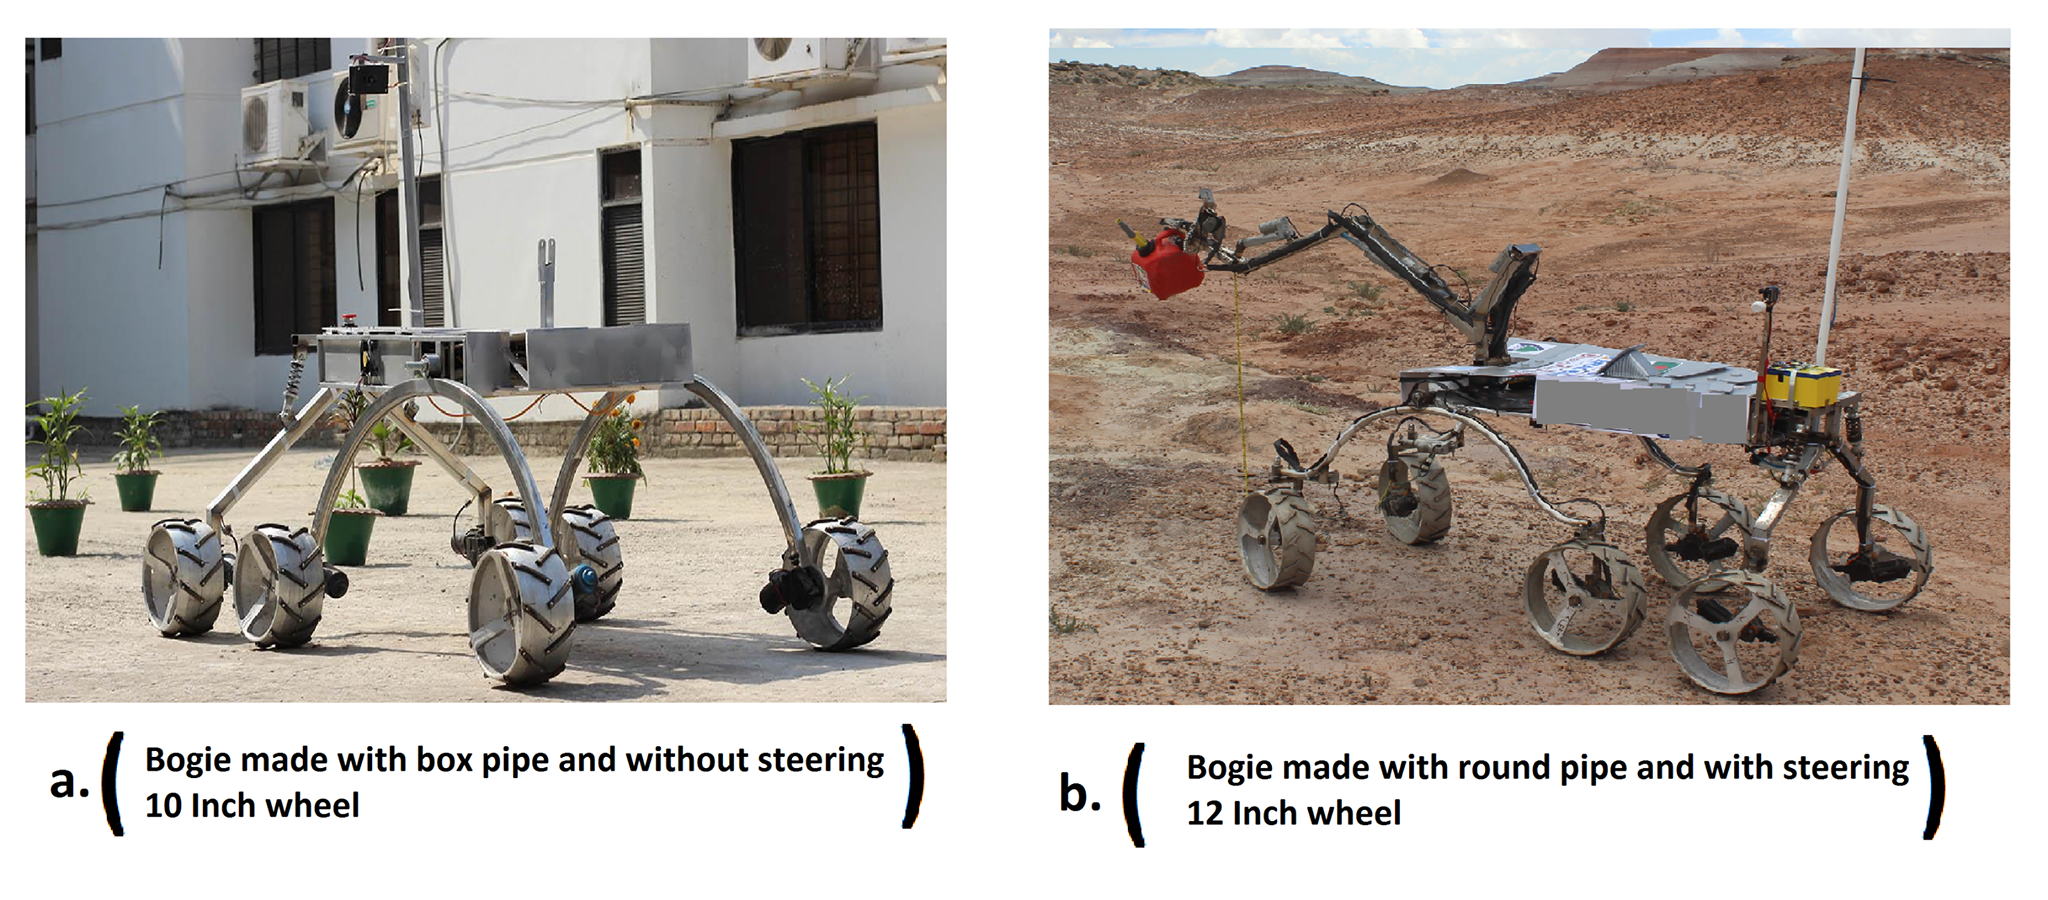 a. ( Bogie made with box pipe and without steering
10 Inch wheel )
b. ( Bogie made with round pipe and with steering
12 Inch wheel )